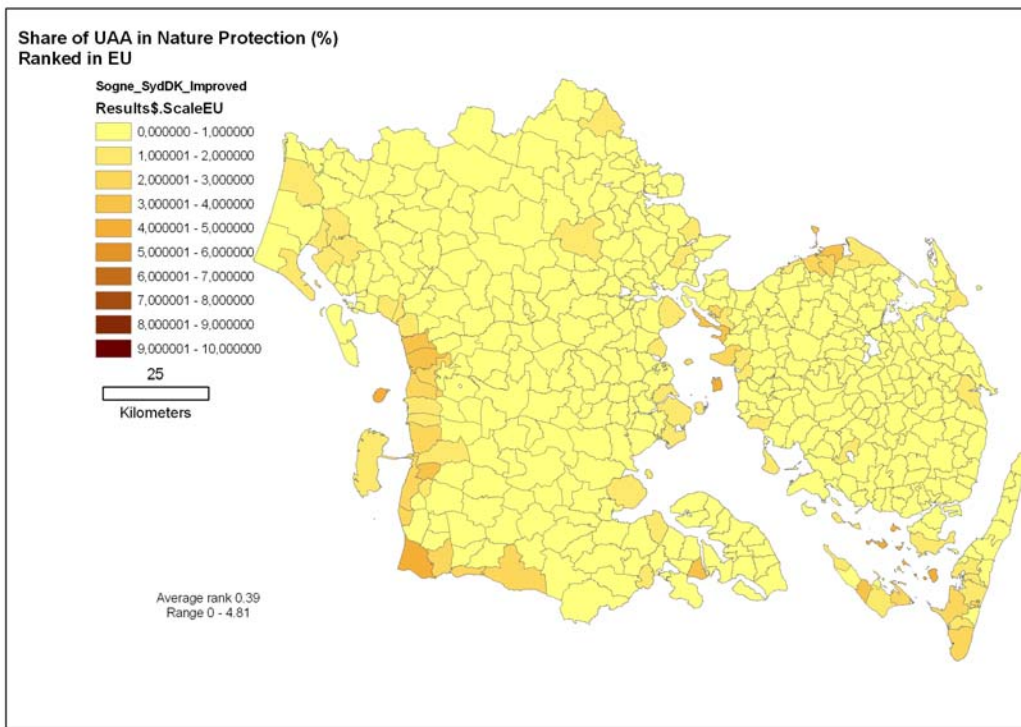 Share of UAA in Nature Protection (%)
Ranked in EU
Sogne_SydDK_Improved
Results$.ScaleEU
0,000000 - 1,000000
1,000001 - 2,000000
2,000001 - 3,000000
3,000001 - 4,000000
4,000001 - 5,000000
5,000001 - 6,000000
6,000001 - 7,000000
7,000001 - 8,000000
8,000001 - 9,000000
9,000001 - 10,000000
25
Kilometers
Average rank 0.39
Range 0 - 4.81